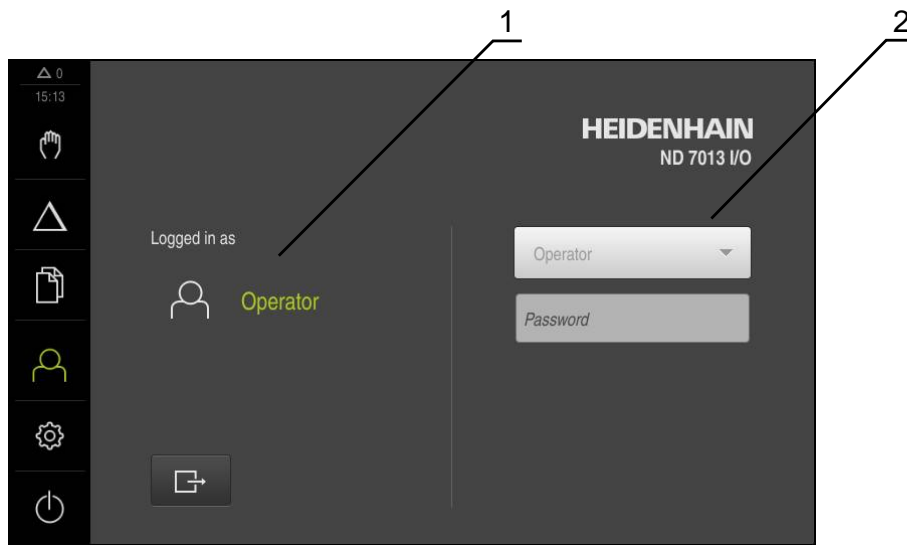 1
2
0
15:13
HEIDENHAIN
ND 7013 I/O
Logged in as
Operator
Operator
Password